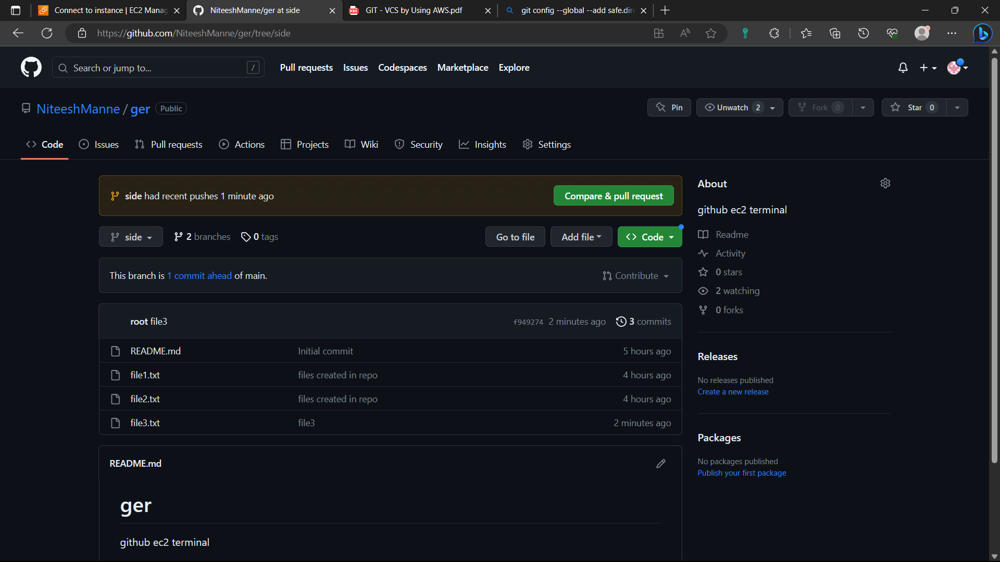 Connect to instance | EC2 Manag
NiteeshManne/ger at side
GIT - VCS by Using AWS.pdf
git config --global --add safe.dire
https://github.com/NiteeshManne/ger/tree/side
Search or jump to...
/
Pull requests
Issues
Codespaces
Marketplace
Explore
NiteeshManne / ger
Public
Pin
Unwatch 2
Fork 0
Star 0
Code
Issues
Pull requests
Actions
Projects
Wiki
Security
Insights
Settings
side had recent pushes 1 minute ago
Compare & pull request
side
2 branches
0 tags
Go to file
Add file
Code
This branch is 1 commit ahead of main.
Contribute
root file3
f949274 2 minutes ago
3 commits
README.md
Initial commit
5 hours ago
file1.txt
files created in repo
4 hours ago
file2.txt
files created in repo
4 hours ago
file3.txt
file3
2 minutes ago
README.md
ger
github ec2 terminal
About
github ec2 terminal
Readme
Activity
0 stars
2 watching
0 forks
Releases
No releases published
Create a new release
Packages
No packages published
Publish your first package